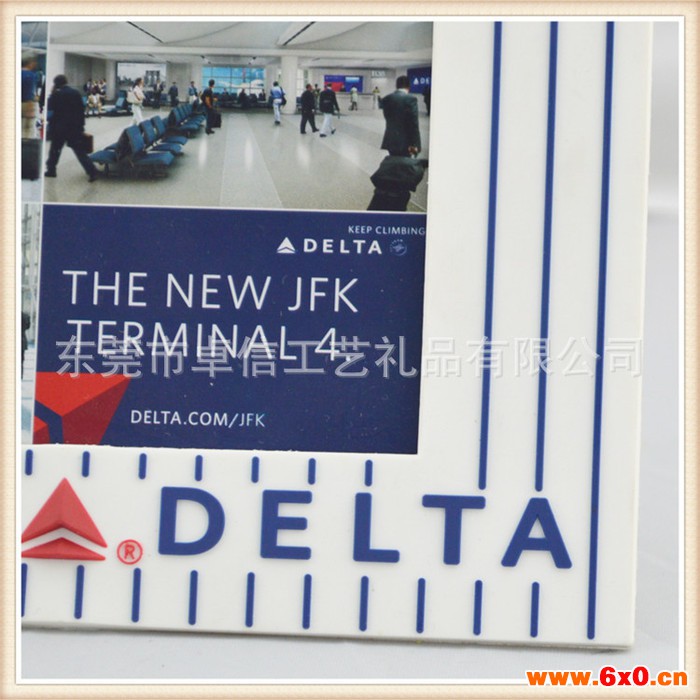 DELTA
KEEP CLIMBING
DELTA
THE NEW JFK
TERMINAL 4.
东莞市卓信工艺礼品有限公司
DELTA.COM/JFK
® DELTA
www.6x0.cn